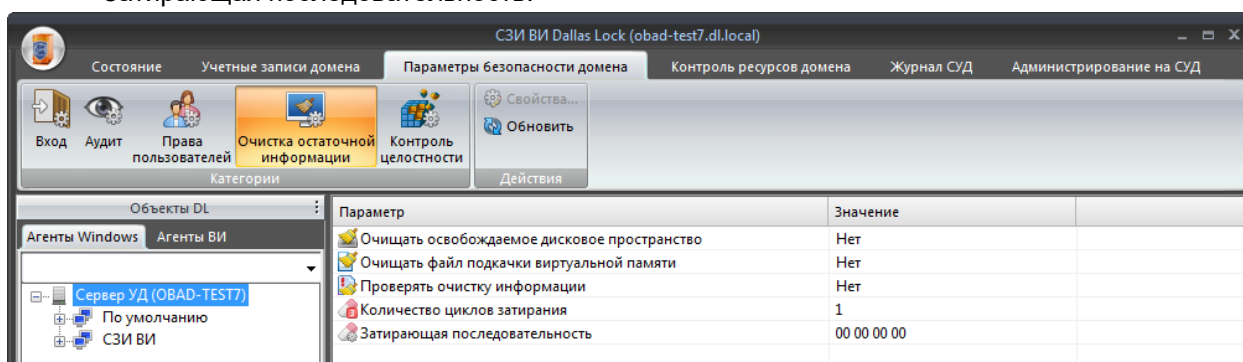 Затирающая последовательность.
СЗИ ВИ Dallas Lock (obad-test7.dl.local)
Состояние Учетные записи домена Параметры безопасности домена Контроль ресурсов домена Журнал СУД Администрирование на СУД
Вход Аудит Права пользователей Очистка остаточной информации Контроль целостности
Категории
Свойства...
Обновить
Действия
Объекты DL
Агенты Windows Агенты ВИ
Сервер УД (OBAD-TEST7)
По умолчанию
СЗИ ВИ
Параметр Значение
Очищать освобождаемое дисковое пространство Нет
Очищать файл подкачки виртуальной памяти Нет
Проверять очистку информации Нет
Количество циклов затирания 1
Затирающая последовательность 00 00 00 00